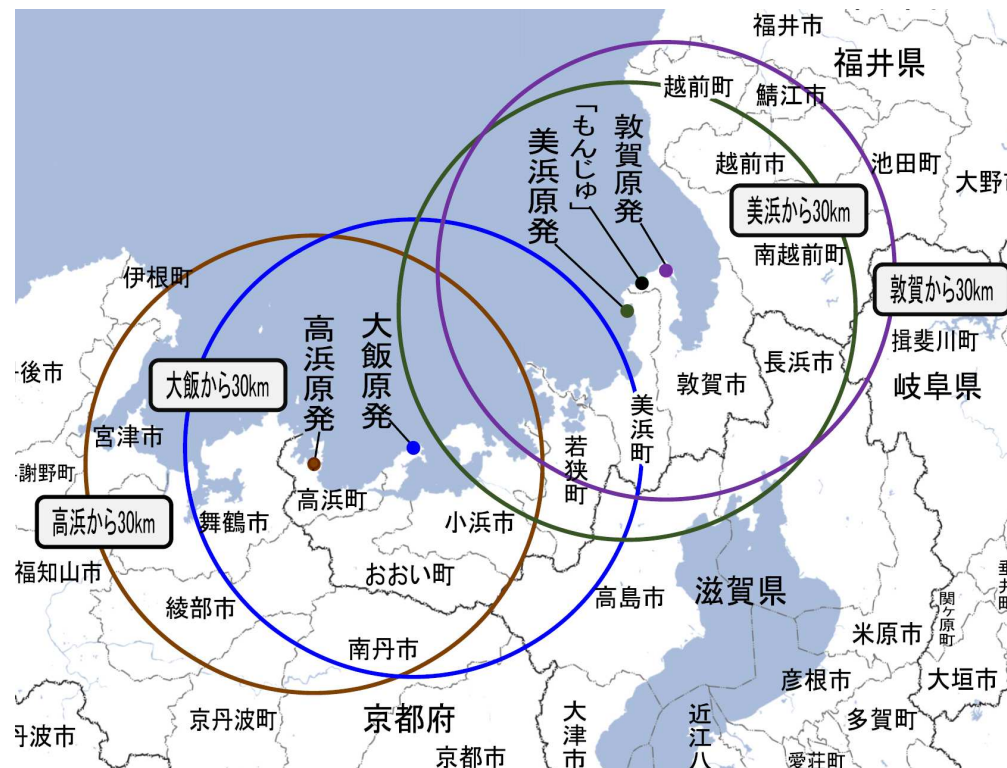 福井市
福井県
越前町
鯖江市
敦賀原発
「もんじゅ」
美浜原発
越前市
池田町
大野市
美浜から30km
南越前町
伊根町
敦賀から30km
高浜原発
大飯原発
揖斐川町
長浜市
岐阜県
後市
大飯から30km
敦賀市
美浜町
宮津市
若狭町
謝野町
高浜町
高浜から30km
舞鶴市
小浜市
福知山市
おおい町
綾部市
高島市
滋賀県
垂井町
関ヶ原町
米原市
南丹市
彦根市
大垣市
京丹波町
京都府
大津市
近江八
多賀町
丹波市
京都市
愛荘町